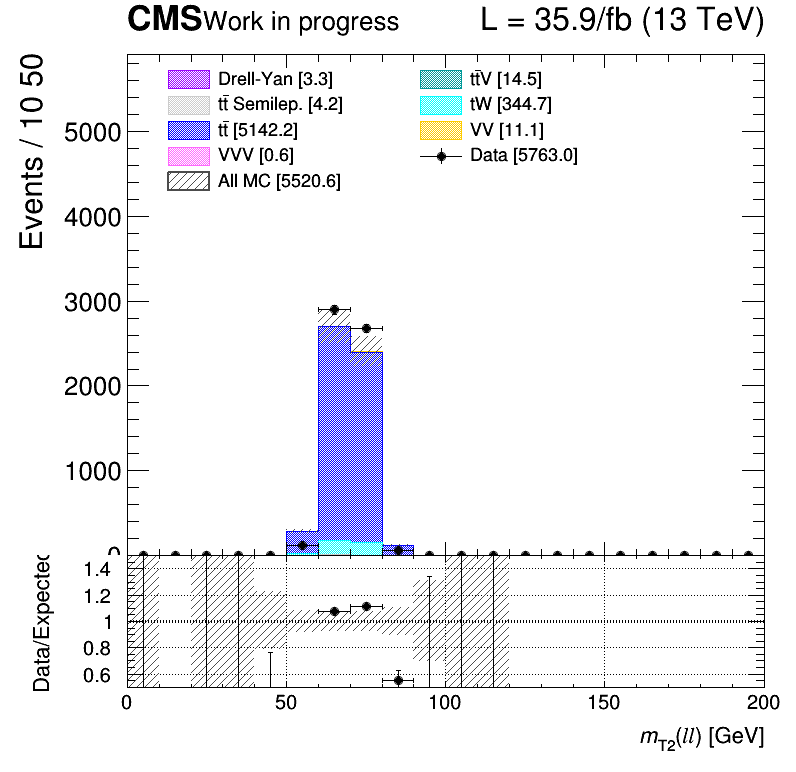 CMS Work in progress L = 35.9/fb (13 TeV)
Events / 10 50
Drell-Yan [3.3]
tt̄ Semilep. [4.2]
tt̄ [5142.2]
VVV [0.6]
All MC [5520.6]
tt̄V [14.5]
tW [344.7]
VV [11.1]
Data [5763.0]
5000
4000
3000
2000
1000
0
Data/Expected
1.4
1.2
1
0.8
0.6
0 50 100 150 200
mT2(ll) [GeV]